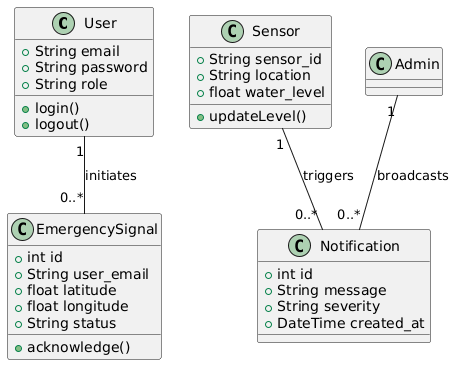 C User
String email
String password
String role
login()
logout()
C Sensor
String sensor_id
String location
float water_level
updateLevel()
C Admin
1
initiates
0..*
1
triggers
0..*
1
broadcasts
0..*
C EmergencySignal
int id
String user_email
float latitude
float longitude
String status
acknowledge()
C Notification
int id
String message
String severity
DateTime created_at